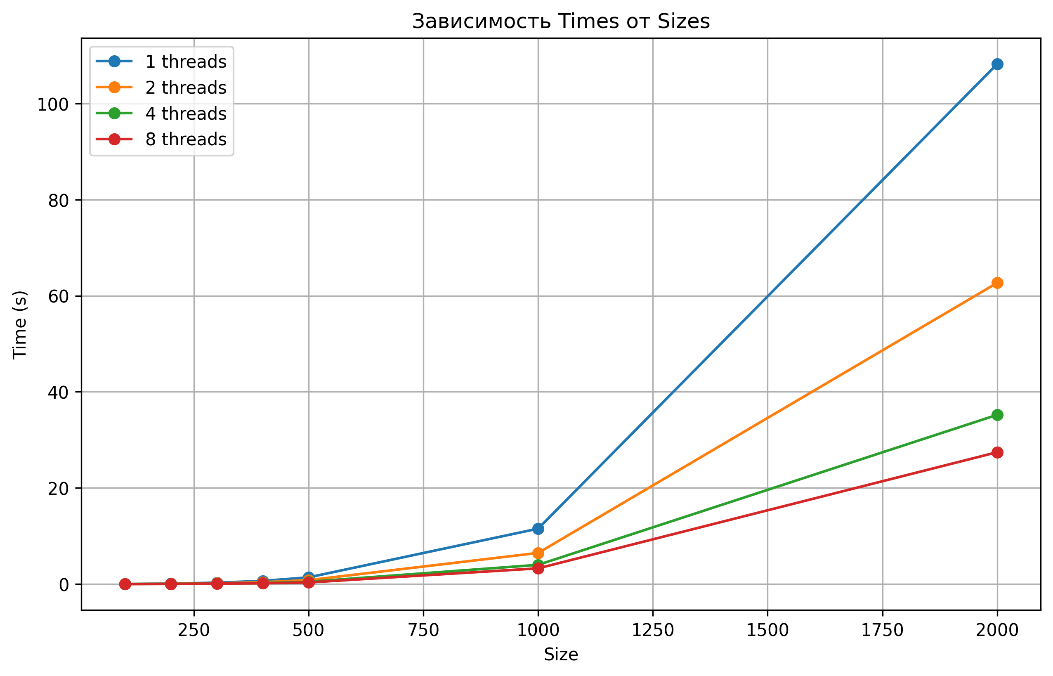 Зависимость Times от Sizes
1 threads
2 threads
4 threads
8 threads
100
80
60
40
20
0
Time (s)
250 500 750 1000 1250 1500 1750 2000
Size